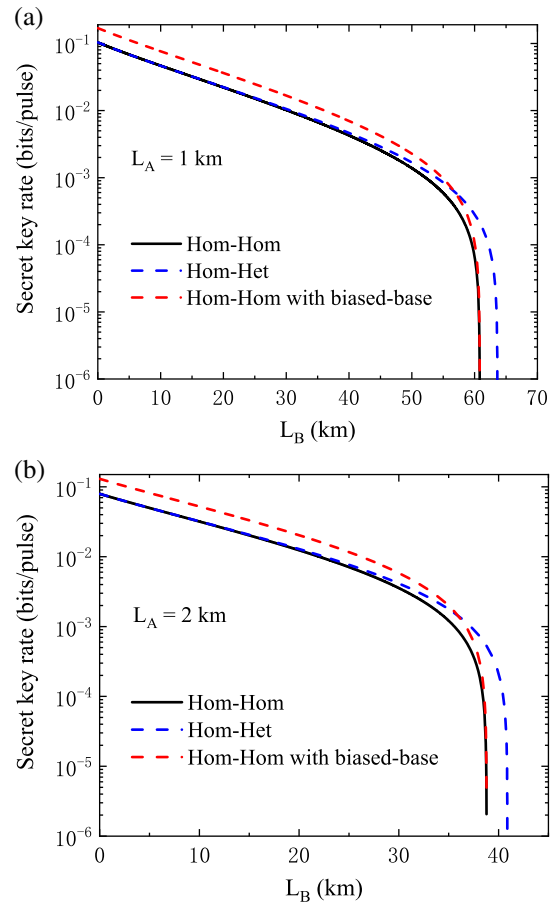 (a)
10⁻¹
10⁻²
10⁻³
10⁻⁴
10⁻⁵
10⁻⁶
Secret key rate (bits/pulse)
L_A = 1 km
Hom-Hom
Hom-Het
Hom-Hom with biased-base
0 10 20 30 40 50 60 70
L_B (km)
(b)
10⁻¹
10⁻²
10⁻³
10⁻⁴
10⁻⁵
10⁻⁶
Secret key rate (bits/pulse)
L_A = 2 km
Hom-Hom
Hom-Het
Hom-Hom with biased-base
0 10 20 30 40
L_B (km)